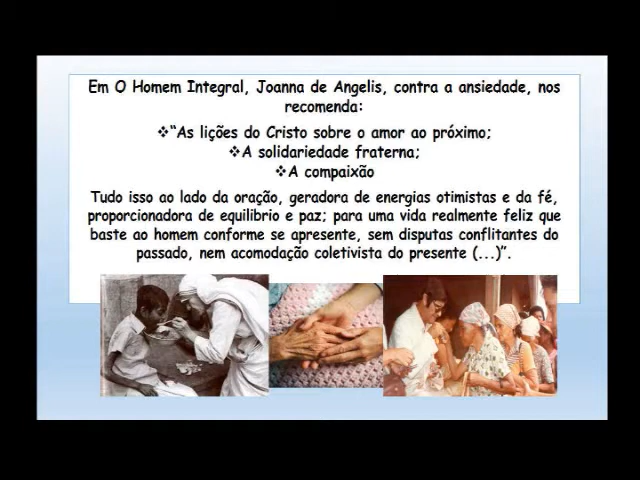 Em O Homem Integral, Joanna de Angelis, contra a ansiedade, nos
recomenda:
❖“As lições do Cristo sobre o amor ao próximo;
❖A solidariedade fraterna;
❖A compaixão
Tudo isso ao lado da oração, geradora de energias otimistas e da fé,
proporcionadora de equilibrio e paz; para uma vida realmente feliz que
baste ao homem conforme se apresente, sem disputas conflitantes do
passado, nem acomodação coletivista do presente (...)”.